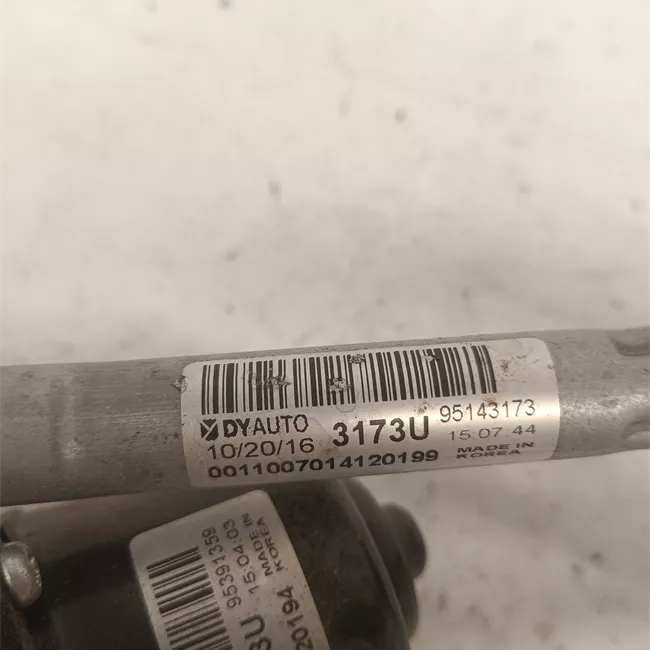 DYAUTO 3173U 95143173
10/20/16 15:07:44
0011007014120199 MADE IN KOREA
95391359
15:04:03
MADE IN
KOREA
3U
20194